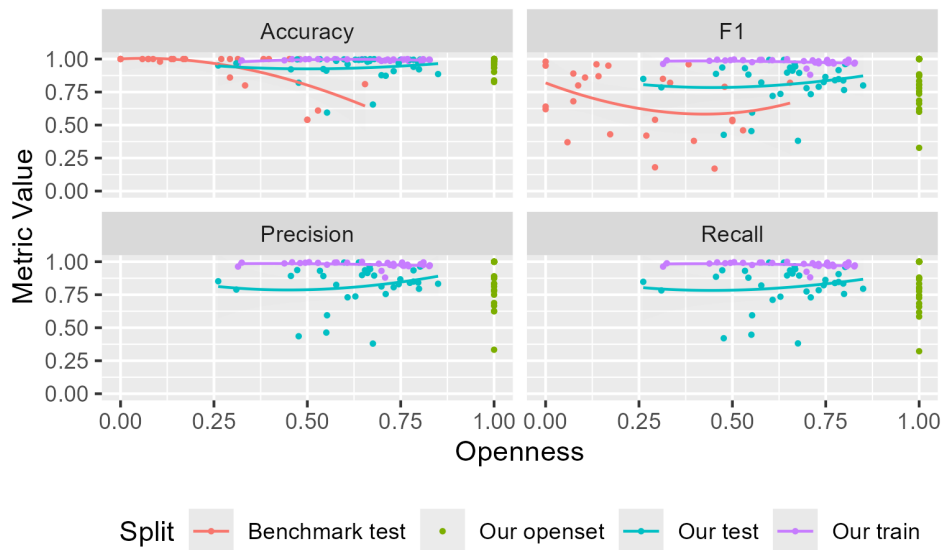 Accuracy F1
1.00
0.75
0.50
0.25
0.00
Metric Value
Precision Recall
1.00
0.75
0.50
0.25
0.00
0.00 0.25 0.50 0.75 1.00 0.00 0.25 0.50 0.75 1.00
Openness
Split Benchmark test Our openset Our test Our train